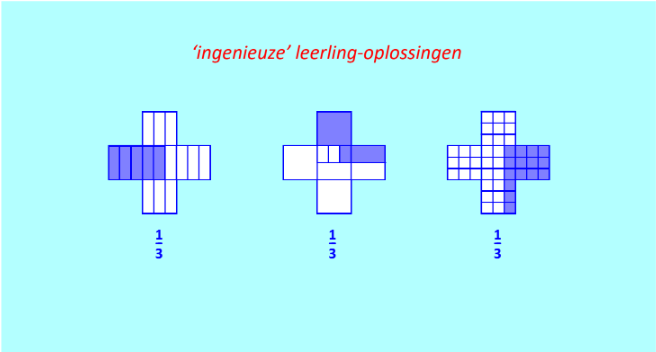 ‘ingenieuze’ leerling-oplossingen
1/3 1/3 1/3